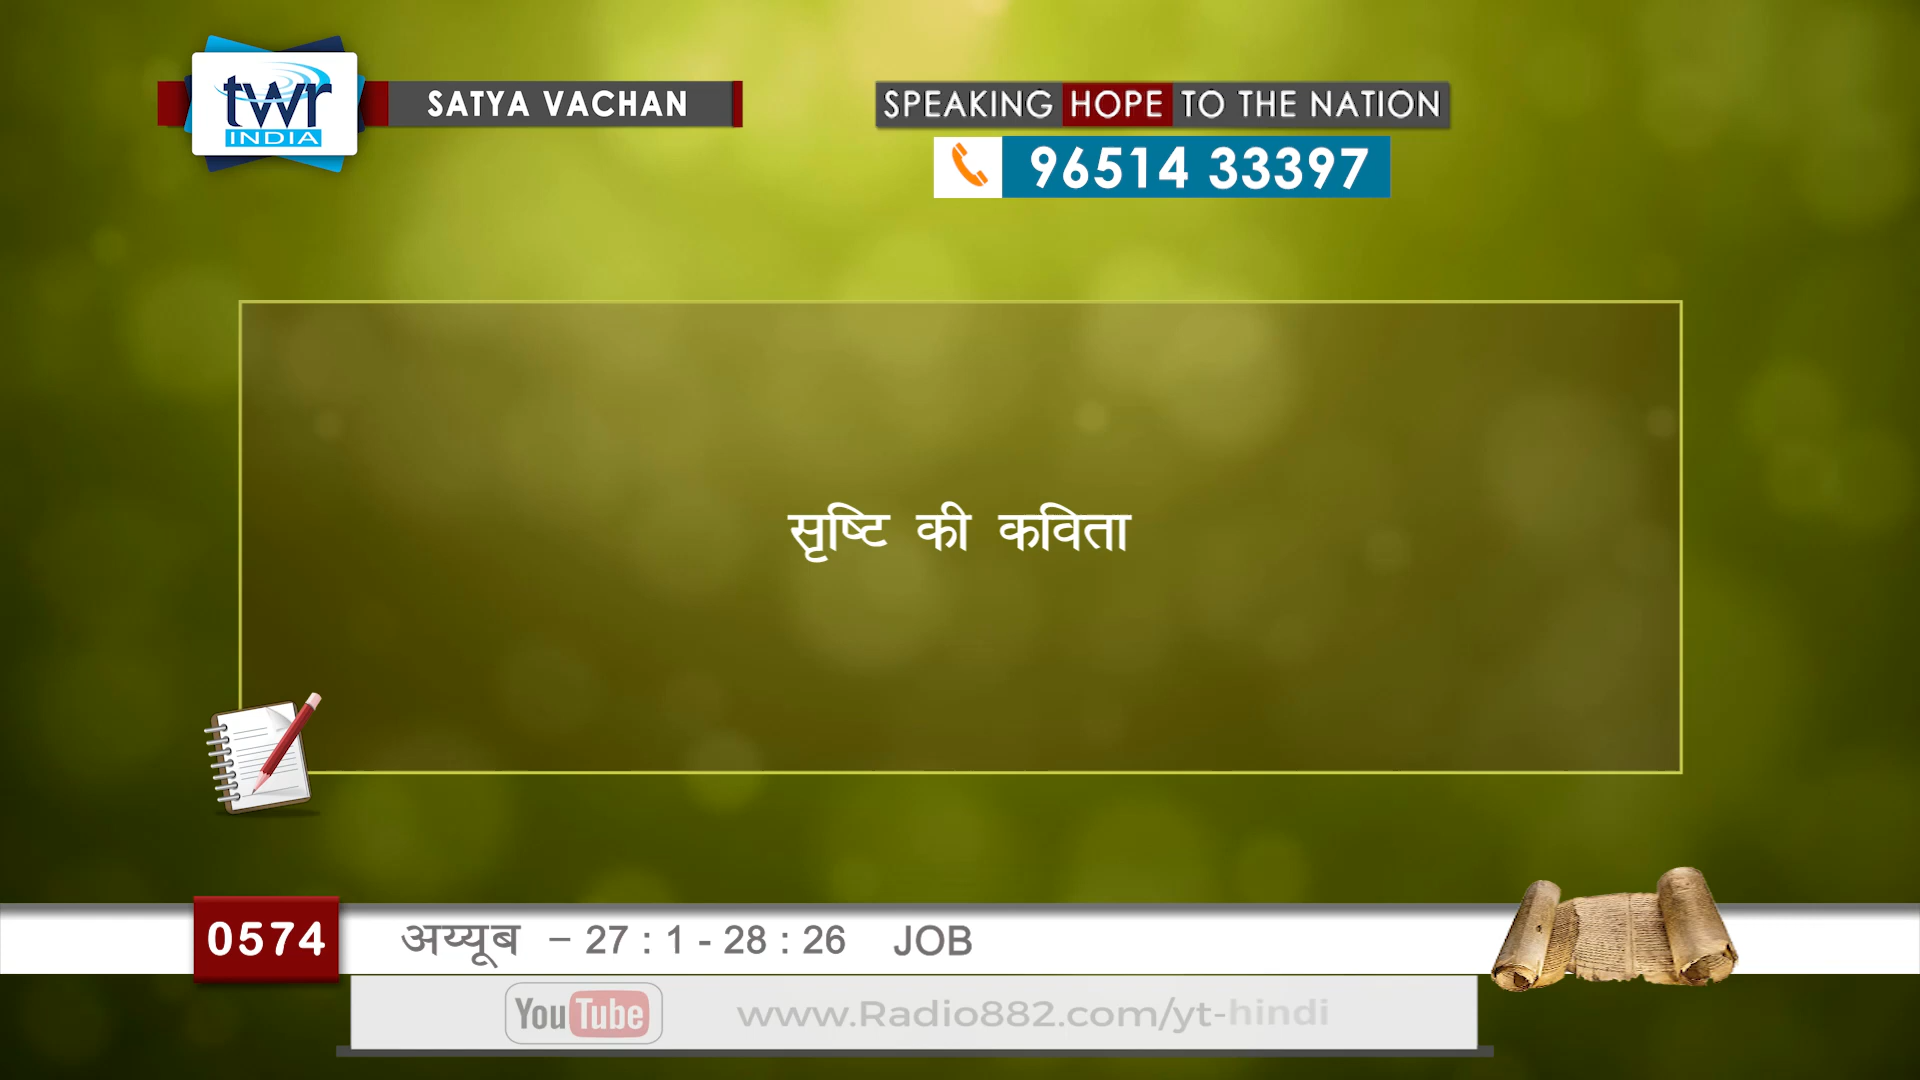 twr
INDIA
SATYA VACHAN
SPEAKING HOPE TO THE NATION
96514 33397
सृष्टि की कविता
0574
अय्यूब – 27 : 1 - 28 : 26 JOB
YouTube
www.Radio882.com/yt-hindi